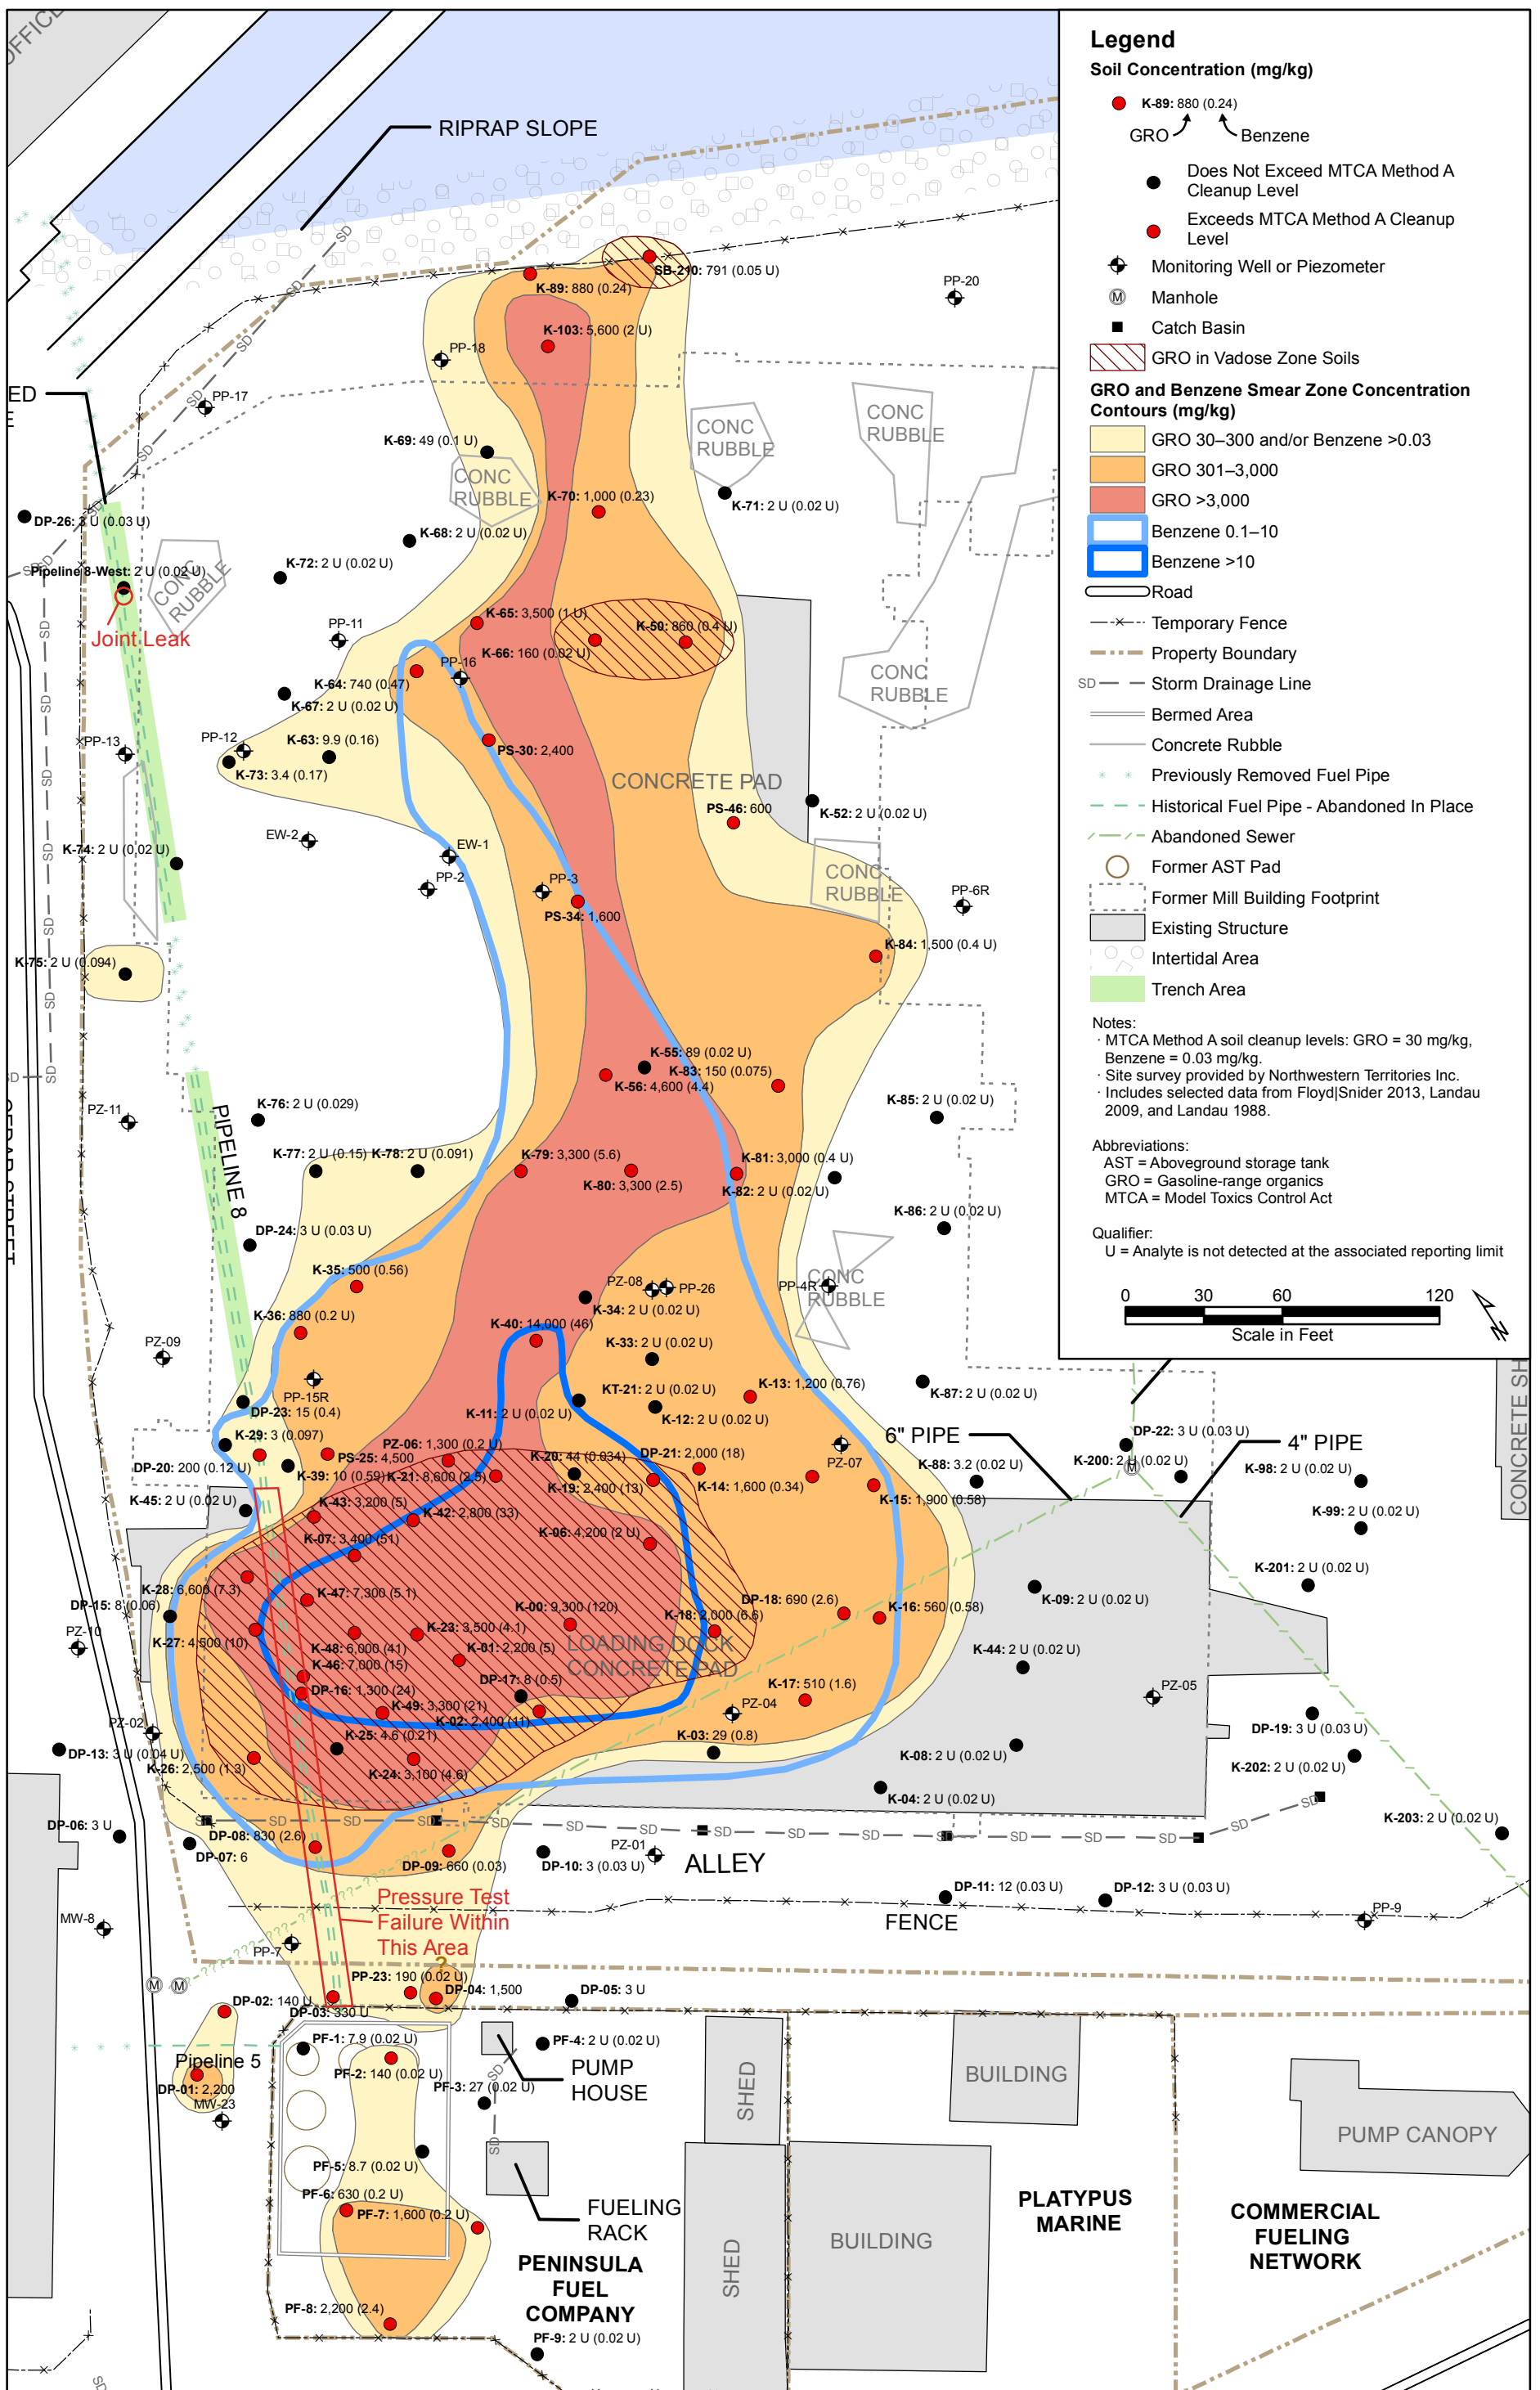 OFFICE
RIPRAP SLOPE
SD
SB-210: 791 (0.05 U)
K-89: 880 (0.24)
PP-20
K-103: 5,600 (2 U)
PP-18
ED
E
PP-17
CONC
RUBBLE
CONC
RUBBLE
K-69: 49 (0.1 U)
CONC
RUBBLE
K-70: 1,000 (0.23)
K-71: 2 U (0.02 U)
DP-26: 3 U (0.03 U)
K-68: 2 U (0.02 U)
K-72: 2 U (0.02 U)
Pipeline 8-West: 2 U (0.02 U)
CONC
RUBBLE
Joint Leak
PP-11
K-65: 3,500 (1 U)
K-50: 860 (0.4 U)
K-66: 160 (0.02 U)
PP-16
K-64: 740 (0.47)
K-67: 2 U (0.02 U)
CONC
RUBBLE
PP-13
PP-12
K-63: 9.9 (0.16)
K-73: 3.4 (0.17)
PS-30: 2,400
CONCRETE PAD
PS-46: 600
K-52: 2 U (0.02 U)
EW-2
EW-1
K-74: 2 U (0.02 U)
PP-2
PP-3
PS-34: 1,600
CONC
RUBBLE
PP-6R
K-84: 1,500 (0.4 U)
K-75: 2 U (0.094)
K-55: 89 (0.02 U)
K-83: 150 (0.075)
K-56: 4,600 (4.4)
PZ-11
K-76: 2 U (0.029)
K-85: 2 U (0.02 U)
PIPELINE 8
K-77: 2 U (0.15)
K-78: 2 U (0.091)
K-79: 3,300 (5.6)
K-80: 3,300 (2.5)
K-81: 3,000 (0.4 U)
K-82: 2 U (0.02 U)
K-86: 2 U (0.02 U)
DP-24: 3 U (0.03 U)
K-35: 500 (0.56)
K-36: 880 (0.2 U)
PZ-08
PP-26
PP-4R
CONC
RUBBLE
K-34: 2 U (0.02 U)
K-40: 14,000 (46)
K-33: 2 U (0.02 U)
PZ-09
PP-15R
DP-23: 15 (0.4)
KT-21: 2 U (0.02 U)
K-13: 1,200 (0.76)
K-87: 2 U (0.02 U)
K-11: 2 U (0.02 U)
K-12: 2 U (0.02 U)
K-29: 3 (0.097)
PS-25: 4,500
PZ-06: 1,300 (0.2 U)
K-20: 44 (0.034)
DP-21: 2,000 (18)
PZ-07
6" PIPE
DP-22: 3 U (0.03 U)
4" PIPE
DP-20: 200 (0.12 U)
K-39: 10 (0.59)
K-21: 8,600 (2.5)
K-19: 2,400 (13)
K-14: 1,600 (0.34)
K-88: 3.2 (0.02 U)
K-200: 2 U (0.02 U)
K-98: 2 U (0.02 U)
K-15: 1,900 (0.58)
K-45: 2 U (0.02 U)
K-43: 3,200 (5)
K-42: 2,800 (33)
K-99: 2 U (0.02 U)
K-07: 3,400 (51)
K-06: 4,200 (2 U)
K-201: 2 U (0.02 U)
K-28: 6,600 (7.3)
K-47: 7,300 (5.1)
DP-18: 690 (2.6)
K-09: 2 U (0.02 U)
DP-15: 8 (0.06)
K-00: 9,300 (120)
K-18: 2,000 (6.6)
K-16: 560 (0.58)
PZ-10
K-27: 4,500 (10)
K-48: 6,000 (41)
K-23: 3,500 (4.1)
K-01: 2,200 (5)
LOADING DOCK
CONCRETE PAD
K-44: 2 U (0.02 U)
K-46: 7,000 (15)
DP-16: 1,300 (24)
DP-17: 8 (0.5)
K-17: 510 (1.6)
PZ-05
K-49: 3,300 (21)
K-02: 2,400 (11)
PZ-04
PZ-02
DP-19: 3 U (0.03 U)
DP-13: 3 U (0.04 U)
K-25: 4.6 (0.21)
K-03: 29 (0.8)
K-08: 2 U (0.02 U)
K-202: 2 U (0.02 U)
K-26: 2,500 (1.3)
K-24: 3,100 (4.6)
K-04: 2 U (0.02 U)
K-203: 2 U (0.02 U)
DP-06: 3 U
DP-08: 830 (2.6)
DP-07: 6
DP-09: 660 (0.03)
DP-10: 3 (0.03 U)
PZ-01
ALLEY
DP-11: 12 (0.03 U)
DP-12: 3 U (0.03 U)
Pressure Test
Failure Within
This Area
FENCE
MW-8
PP-7
PP-9
M
M
?
PP-23: 190 (0.02 U)
DP-04: 1,500
DP-05: 3 U
DP-02: 140 U
DP-03: 330 U
PF-1: 7.9 (0.02 U)
PF-4: 2 U (0.02 U)
Pipeline 5
PF-2: 140 (0.02 U)
PUMP
HOUSE
DP-01: 2,200
PF-3: 27 (0.02 U)
MW-23
SHED
BUILDING
PUMP CANOPY
PF-5: 8.7 (0.02 U)
PF-6: 630 (0.2 U)
PF-7: 1,600 (0.2 U)
FUELING
RACK
PENINSULA
FUEL
COMPANY
SHED
BUILDING
PLATYPUS
MARINE
COMMERCIAL
FUELING
NETWORK
PF-8: 2,200 (2.4)
PF-9: 2 U (0.02 U)
CONCRETE SH
Legend
Soil Concentration (mg/kg)
K-89: 880 (0.24)
GRO
Benzene
Does Not Exceed MTCA Method A
Cleanup Level
Exceeds MTCA Method A Cleanup
Level
Monitoring Well or Piezometer
M Manhole
Catch Basin
GRO in Vadose Zone Soils
GRO and Benzene Smear Zone Concentration
Contours (mg/kg)
GRO 30–300 and/or Benzene >0.03
GRO 301–3,000
GRO >3,000
Benzene 0.1–10
Benzene >10
Road
Temporary Fence
Property Boundary
SD Storm Drainage Line
Bermed Area
Concrete Rubble
Previously Removed Fuel Pipe
Historical Fuel Pipe - Abandoned In Place
Abandoned Sewer
Former AST Pad
Former Mill Building Footprint
Existing Structure
Intertidal Area
Trench Area
Notes:
· MTCA Method A soil cleanup levels: GRO = 30 mg/kg,
Benzene = 0.03 mg/kg.
· Site survey provided by Northwestern Territories Inc.
· Includes selected data from Floyd|Snider 2013, Landau
2009, and Landau 1988.
Abbreviations:
AST = Aboveground storage tank
GRO = Gasoline-range organics
MTCA = Model Toxics Control Act
Qualifier:
U = Analyte is not detected at the associated reporting limit
0 30 60 120
Scale in Feet